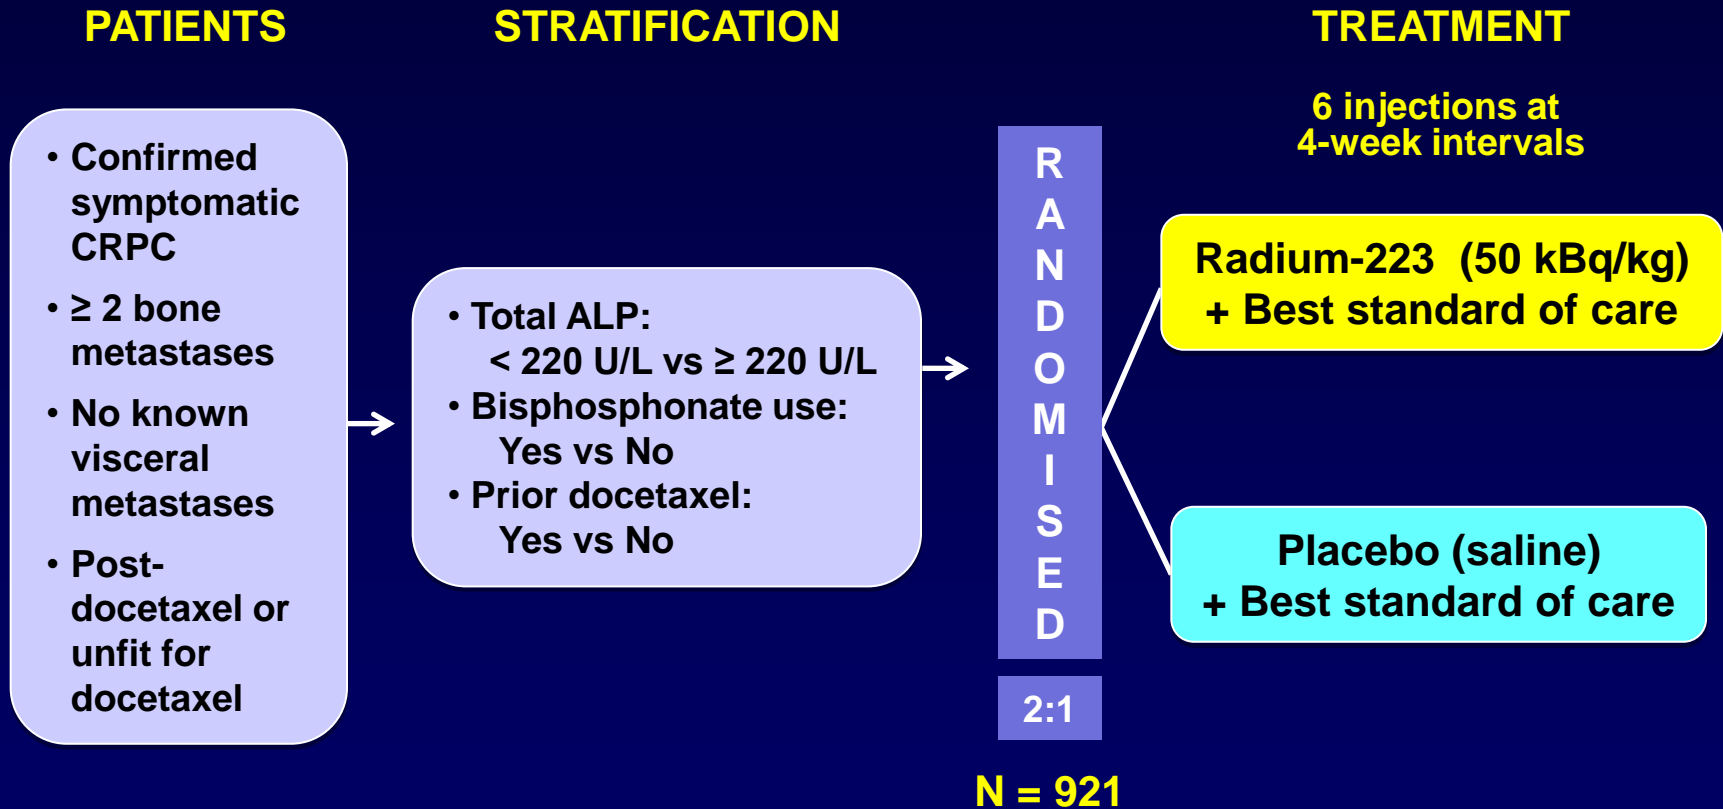 PATIENTS
• Confirmed
symptomatic
CRPC
• ≥ 2 bone
metastases
• No known
visceral
metastases
• Post-
docetaxel or
unfit for
docetaxel
STRATIFICATION
• Total ALP:
< 220 U/L vs ≥ 220 U/L
• Bisphosphonate use:
Yes vs No
• Prior docetaxel:
Yes vs No
RANDOMISED
2:1
N = 921
TREATMENT
6 injections at
4-week intervals
Radium-223 (50 kBq/kg)
+ Best standard of care
Placebo (saline)
+ Best standard of care